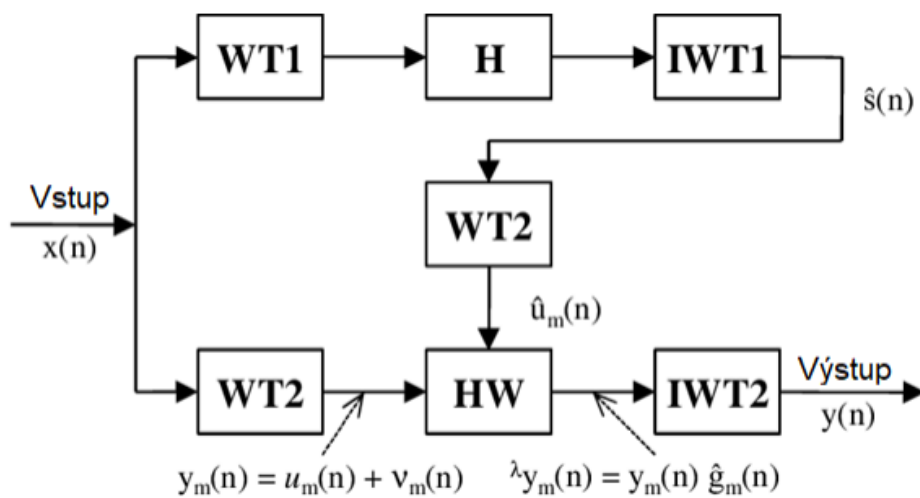 WT1
H
IWT1
ŝ(n)
Vstup
x(n)
WT2
û_m(n)
WT2
HW
IWT2
Výstup
y(n)
y_m(n) = u_m(n) + ν_m(n)
^λy_m(n) = y_m(n) ĝ_m(n)